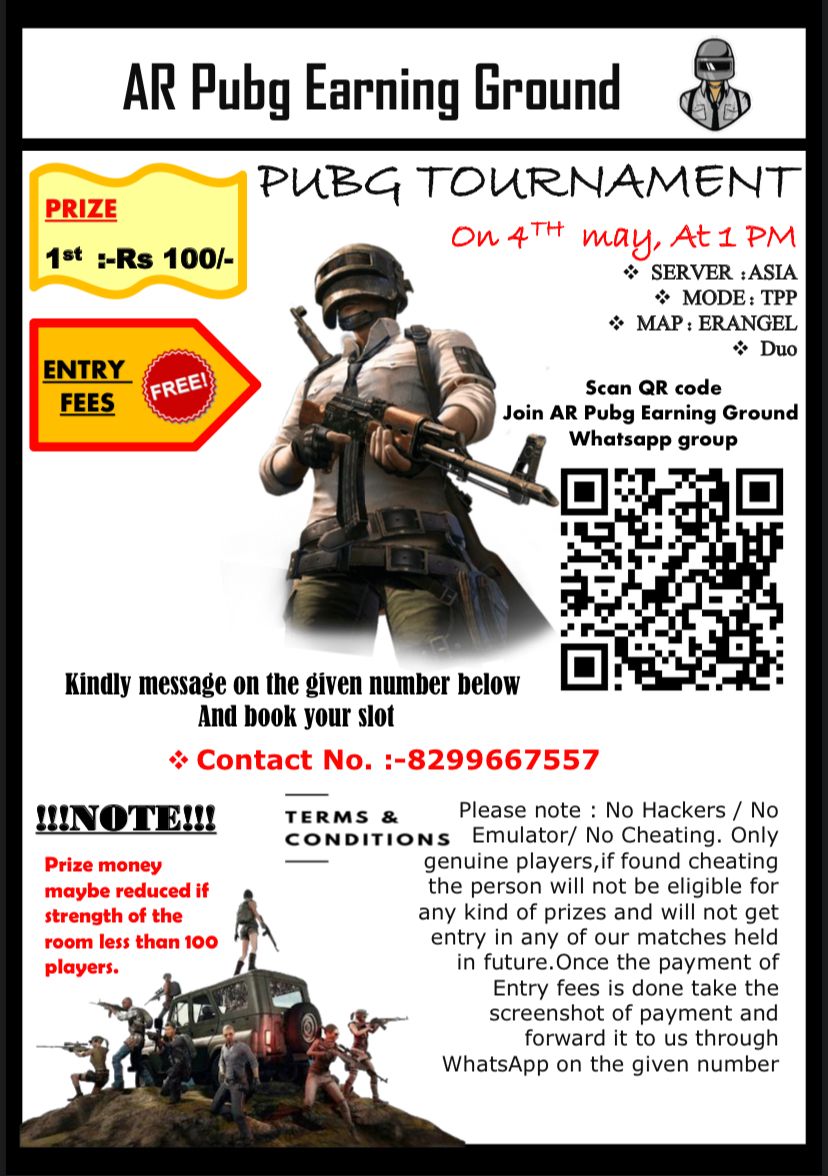 AR Pubg Earning Ground
PUBG TOURNAMENT
PRIZE
1st :-Rs 100/-
On 4TH may, At 1 PM
❖ SERVER : ASIA
❖ MODE : TPP
❖ MAP : ERANGEL
❖ Duo
ENTRY
FEES
FREE!
Scan QR code
Join AR Pubg Earning Ground
Whatsapp group
Kindly message on the given number below
And book your slot
❖ Contact No. :-8299667557
!!!NOTE!!!
Prize money
maybe reduced if
strength of the
room less than 100
players.
TERMS &
CONDITIONS
Please note : No Hackers / No
Emulator/ No Cheating. Only
genuine players,if found cheating
the person will not be eligible for
any kind of prizes and will not get
entry in any of our matches held
in future.Once the payment of
Entry fees is done take the
screenshot of payment and
forward it to us through
WhatsApp on the given number